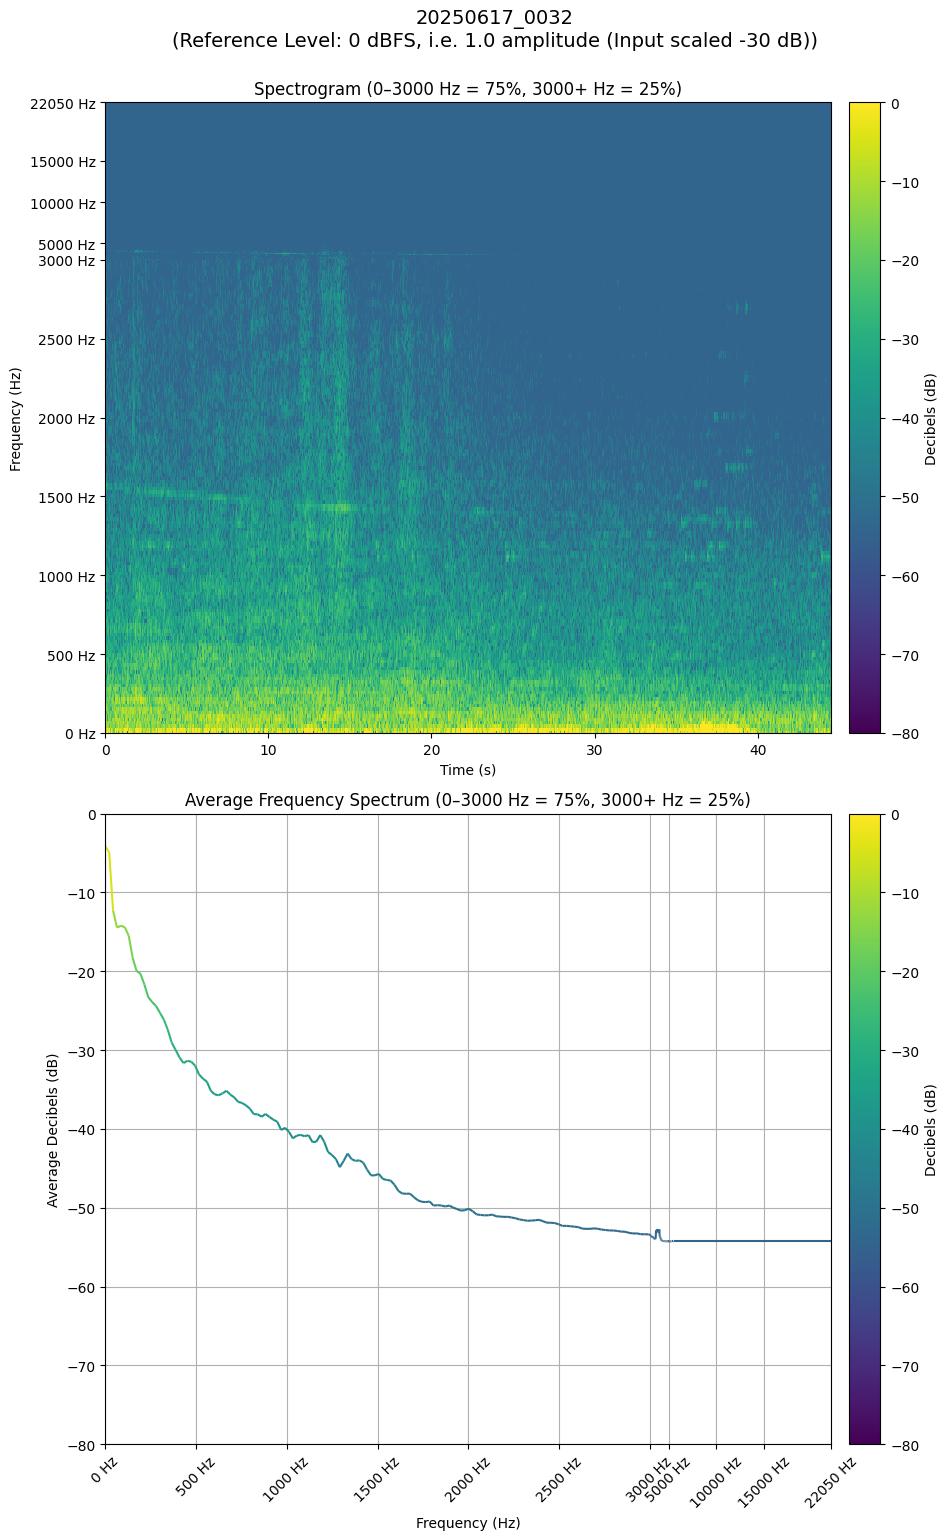 20250617_0032
(Reference Level: 0 dBFS, i.e. 1.0 amplitude (Input scaled -30 dB))
Spectrogram (0–3000 Hz = 75%, 3000+ Hz = 25%)
22050 Hz
15000 Hz
10000 Hz
5000 Hz
3000 Hz
2500 Hz
2000 Hz
1500 Hz
1000 Hz
500 Hz
0 Hz
Frequency (Hz)
0
10
20
30
40
Time (s)
0
−10
−20
−30
−40
−50
−60
−70
−80
Decibels (dB)
Average Frequency Spectrum (0–3000 Hz = 75%, 3000+ Hz = 25%)
0
−10
−20
−30
−40
−50
−60
−70
−80
Average Decibels (dB)
0 Hz
500 Hz
1000 Hz
1500 Hz
2000 Hz
2500 Hz
3000 Hz
5000 Hz
10000 Hz
15000 Hz
22050 Hz
Frequency (Hz)
0
−10
−20
−30
−40
−50
−60
−70
−80
Decibels (dB)